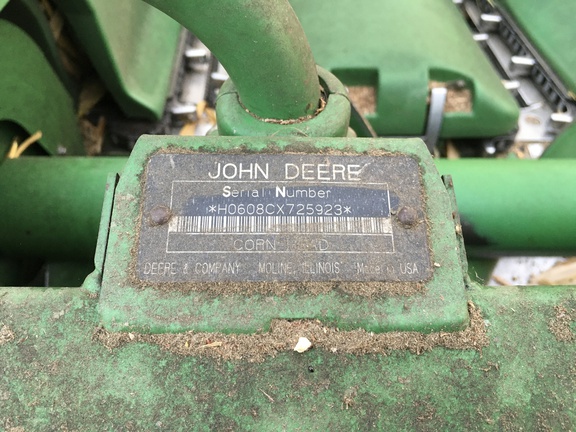 JOHN DEERE
Serial Number
*H0608CX725923*
CORN HEAD
DEERE & COMPANY MOLINE, ILLINOIS Made in USA